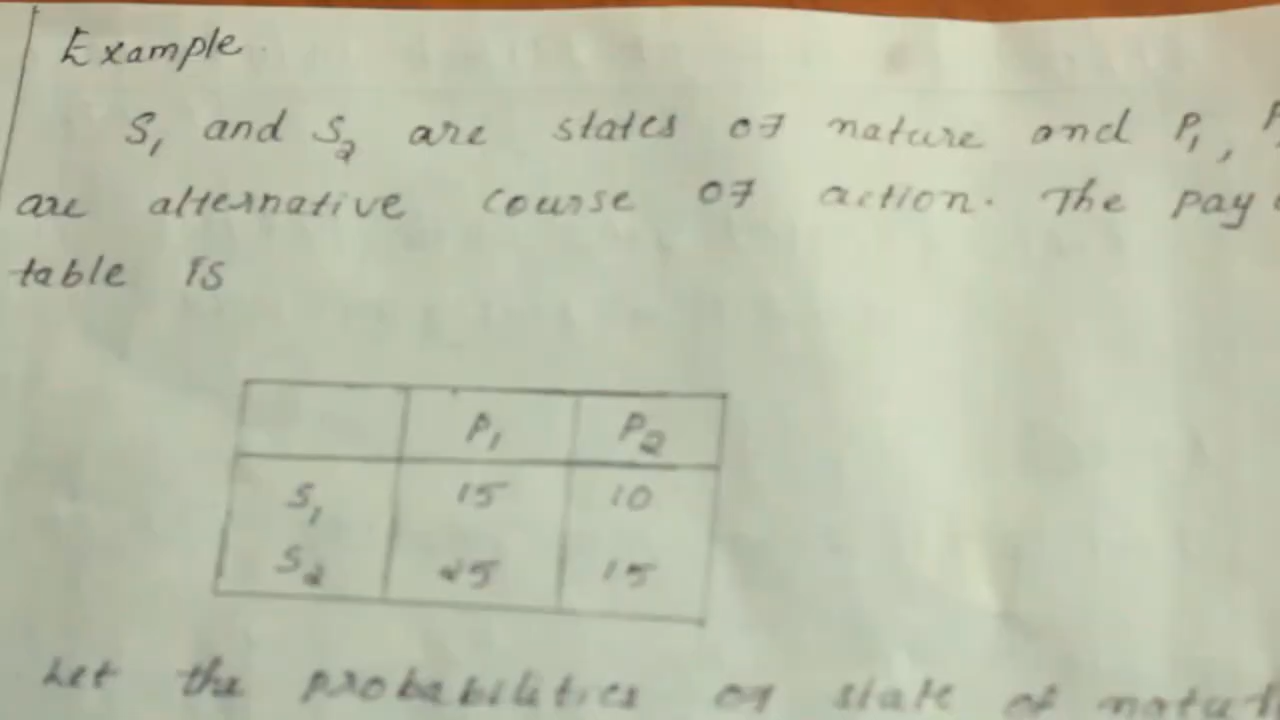 Example.
S1 and S2 are states of nature and P1,
are alternative course of action. The pay
table is
P1 P2
S1 15 10
S2 25 15
Let the probabilities of state of